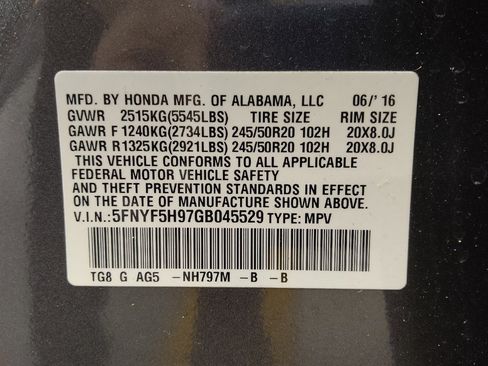 MFD. BY HONDA MFG. OF ALABAMA, LLC 06/'16
GVWR 2515KG(5545LBS) TIRE SIZE RIM SIZE
GAWR F 1240KG(2734LBS) 245/50R20 102H 20X8.0J
GAWR R 1325KG(2921LBS) 245/50R20 102H 20X8.0J
THIS VEHICLE CONFORMS TO ALL APPLICABLE
FEDERAL MOTOR VEHICLE SAFETY
AND THEFT PREVENTION STANDARDS IN EFFECT
ON THE DATE OF MANUFACTURE SHOWN ABOVE.
V.I.N.: 5FNYF5H97GB045529 TYPE: MPV
TG8 G AG5 -NH797M -B -B